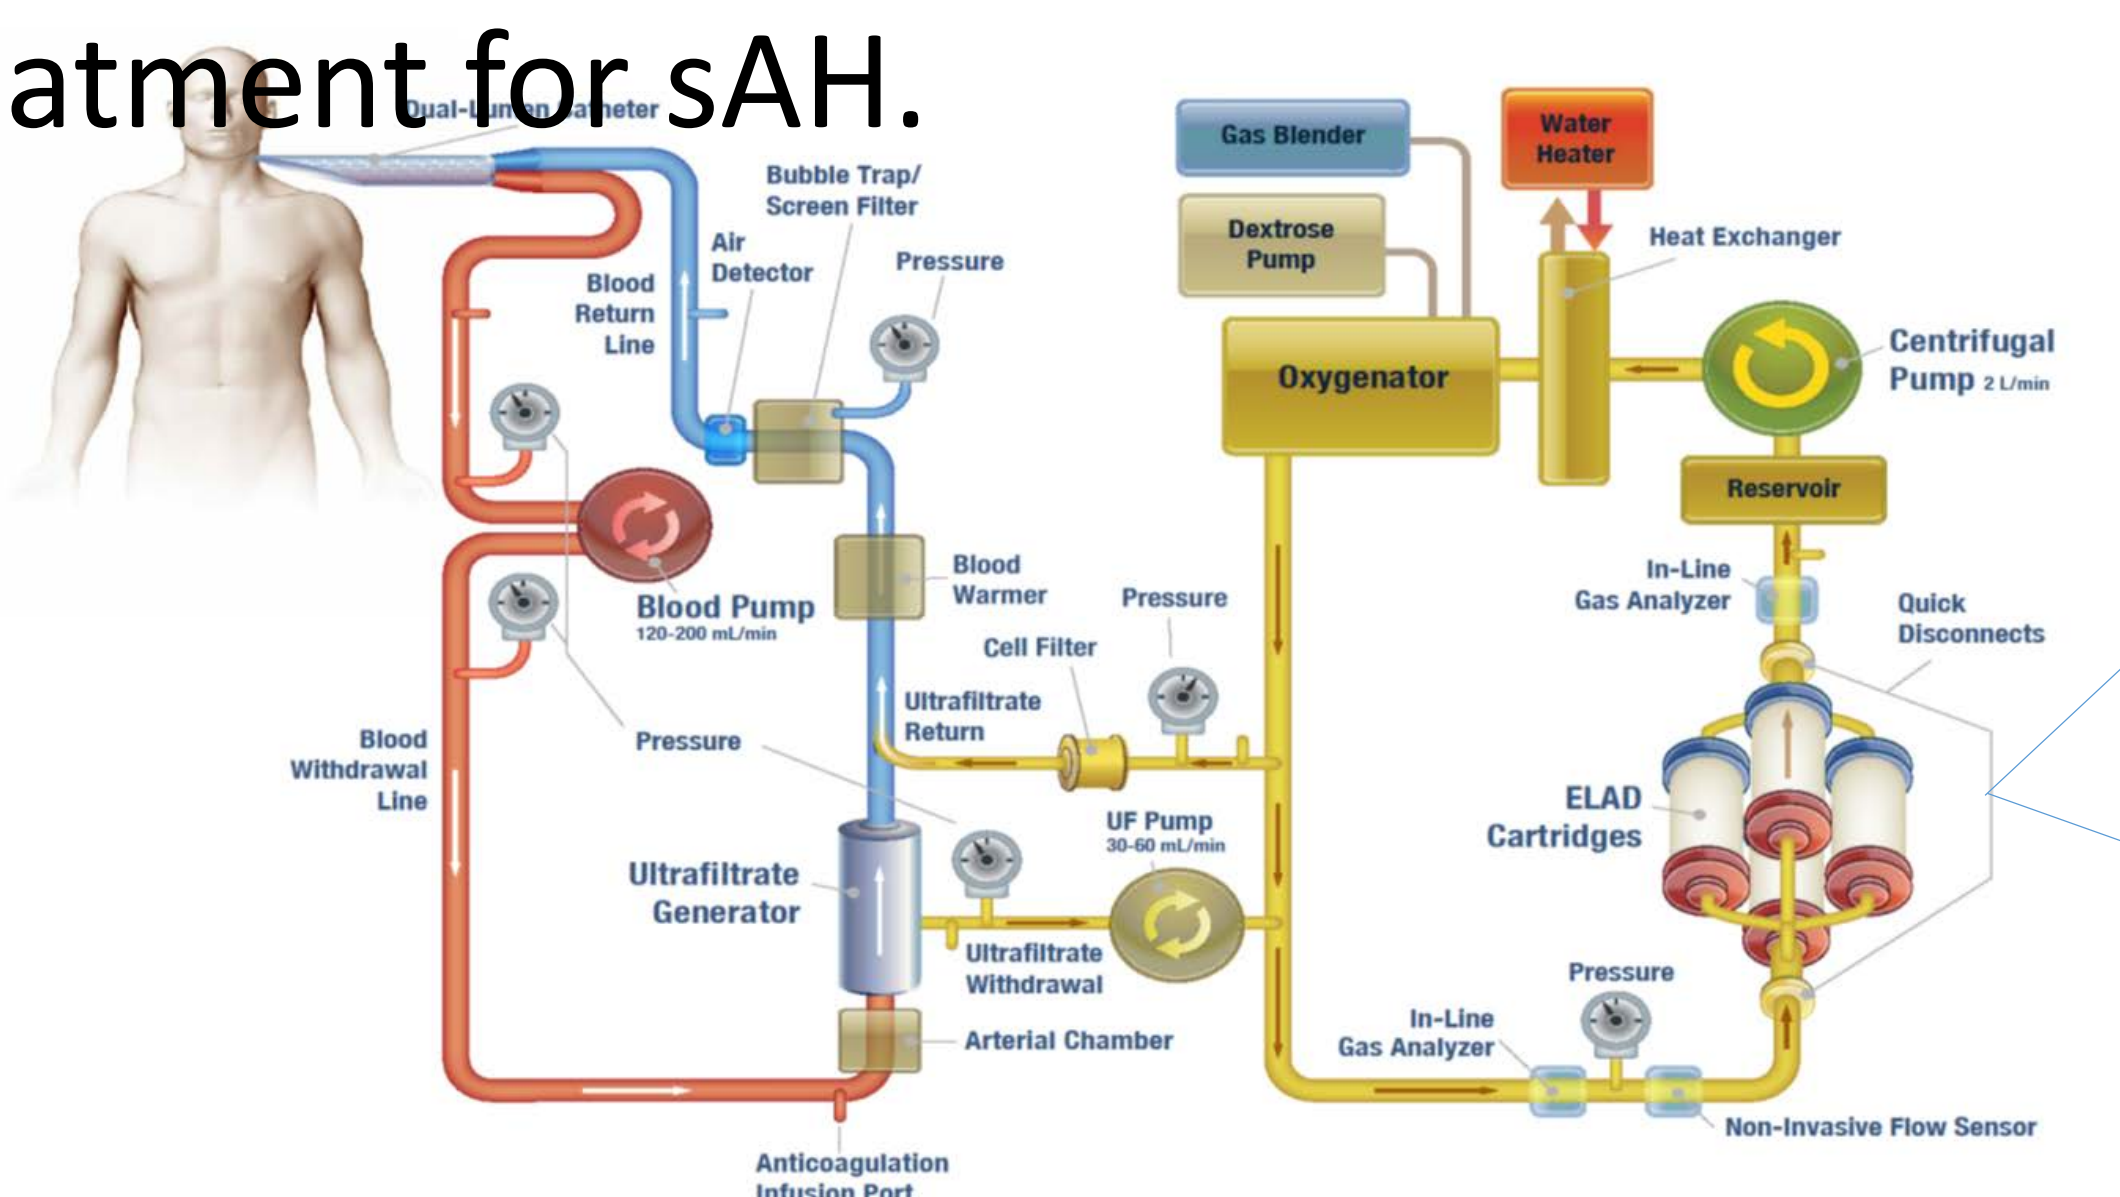 atment for sAH.
Dual-Lumen Catheter
Bubble Trap/
Screen Filter
Air
Detector
Pressure
Blood
Return
Line
Gas Blender
Water
Heater
Dextrose
Pump
Heat Exchanger
Oxygenator
Centrifugal
Pump 2 L/min
Reservoir
In-Line
Gas Analyzer
Quick
Disconnects
Blood
Warmer
Pressure
Blood Pump
120-200 mL/min
Cell Filter
Ultrafiltrate
Return
Blood
Withdrawal
Line
Pressure
ELAD
Cartridges
UF Pump
30-60 mL/min
Ultrafiltrate
Generator
Ultrafiltrate
Withdrawal
Pressure
In-Line
Gas Analyzer
Arterial Chamber
Non-Invasive Flow Sensor
Anticoagulation
Infusion Port